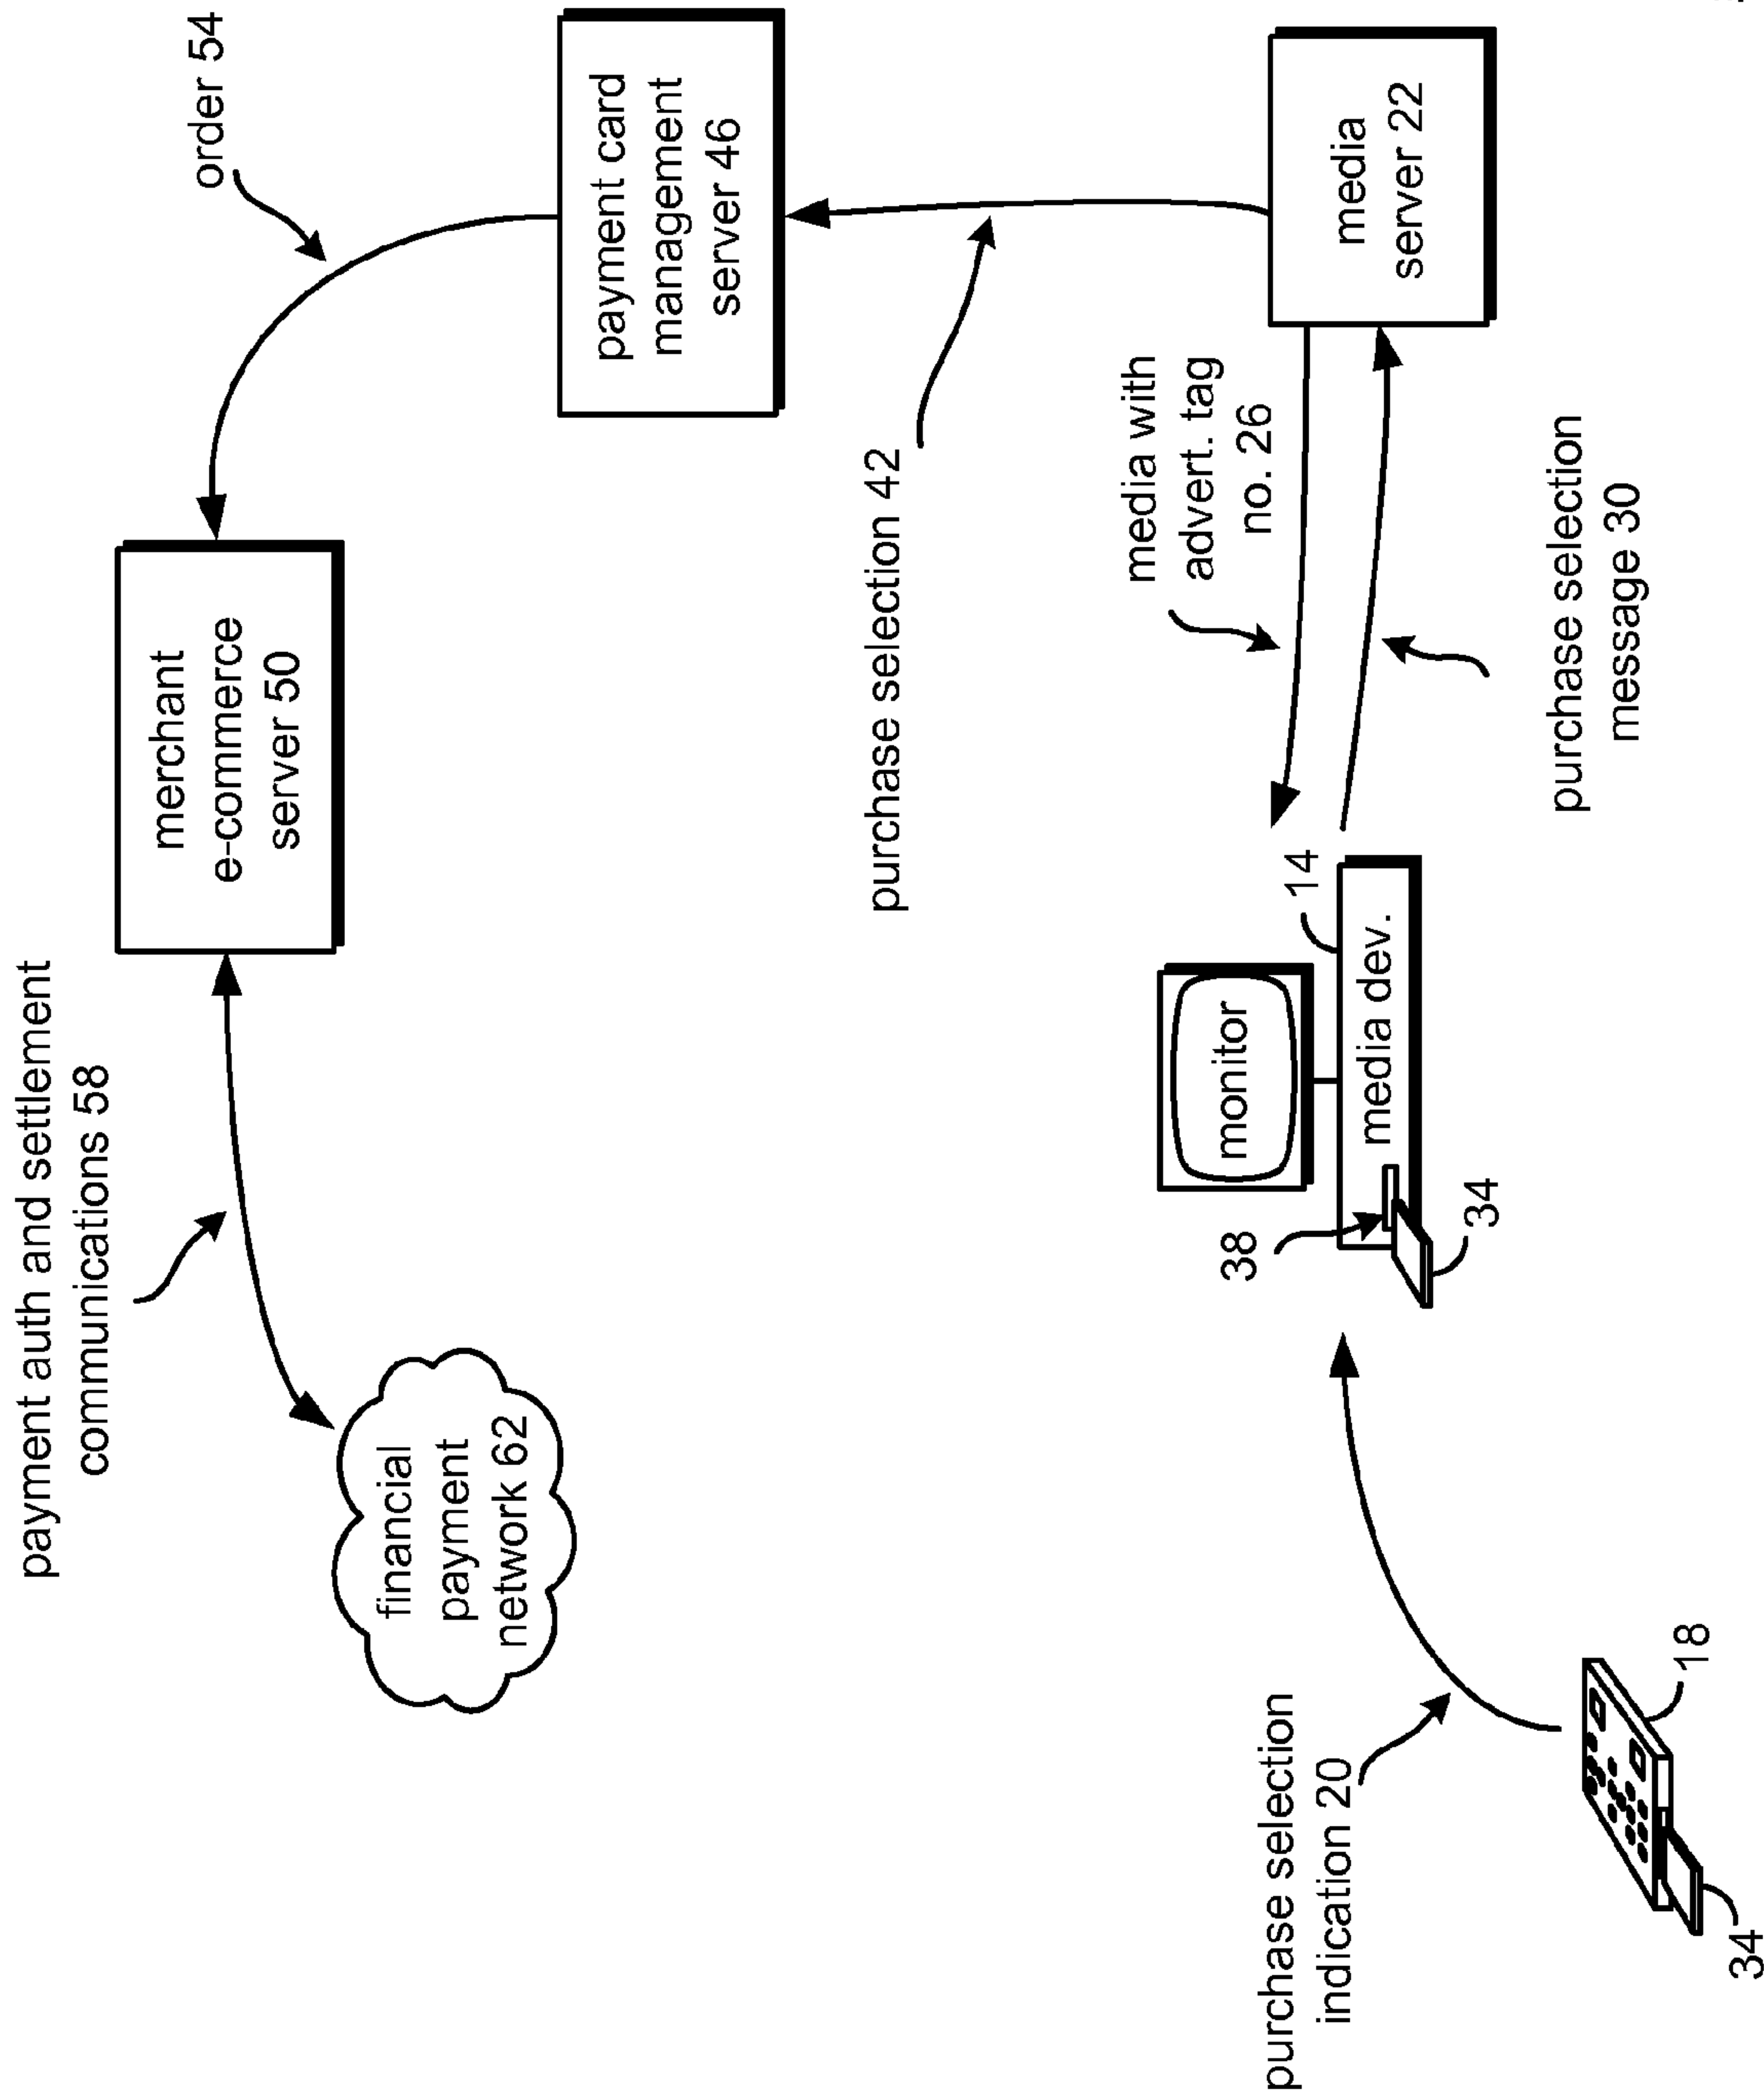 payment auth and settlement
communications 58
order 54
merchant
e-commerce
server 50
financial
payment
network 62
payment card
management
server 46
purchase selection 42
media with
advert. tag
no. 26
media
server 22
monitor
14
media dev.
38
34
purchase selection
message 30
purchase selection
indication 20
18
34